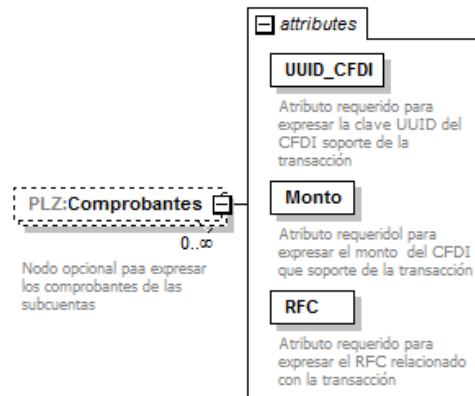 attributes
UUID_CFDI
Atributo requerido para
expresar la clave UUID del
CFDI soporte de la
transacción
PLZ:Comprobantes
0..∞
Nodo opcional paa expresar
los comprobantes de las
subcuentas
Monto
Atributo requeridol para
expresar el monto del CFDI
que soporte de la transacción
RFC
Atributo requerido para
expresar el RFC relacionado
con la transacción